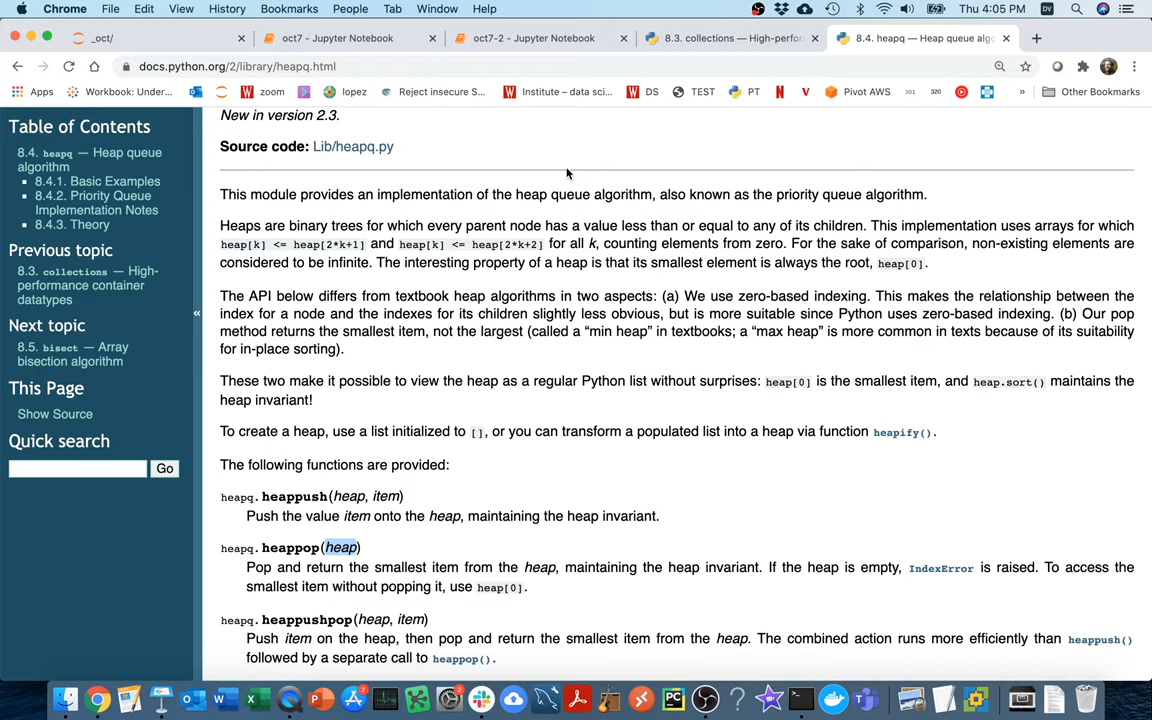 Chrome File Edit View History Bookmarks People Tab Window Help Thu 4:05 PM DV
_oct/ oct7 - Jupyter Notebook oct7-2 - Jupyter Notebook 8.3. collections — High-perfor 8.4. heapq — Heap queue algo
docs.python.org/2/library/heapq.html
Apps Workbook: Under... zoom lopez Reject insecure S... Institute – data sci... DS TEST PT Pivot AWS 301 320 » Other Bookmarks
Table of Contents
8.4. heapq — Heap queue
algorithm
8.4.1. Basic Examples
8.4.2. Priority Queue
Implementation Notes
8.4.3. Theory
Previous topic
8.3. collections — High-
performance container
datatypes
Next topic
8.5. bisect — Array
bisection algorithm
This Page
Show Source
Quick search
Go
«
New in version 2.3.
Source code: Lib/heapq.py
This module provides an implementation of the heap queue algorithm, also known as the priority queue algorithm.
Heaps are binary trees for which every parent node has a value less than or equal to any of its children. This implementation uses arrays for which
heap[k] <= heap[2*k+1] and heap[k] <= heap[2*k+2] for all k, counting elements from zero. For the sake of comparison, non-existing elements are
considered to be infinite. The interesting property of a heap is that its smallest element is always the root, heap[0].
The API below differs from textbook heap algorithms in two aspects: (a) We use zero-based indexing. This makes the relationship between the
index for a node and the indexes for its children slightly less obvious, but is more suitable since Python uses zero-based indexing. (b) Our pop
method returns the smallest item, not the largest (called a “min heap” in textbooks; a “max heap” is more common in texts because of its suitability
for in-place sorting).
These two make it possible to view the heap as a regular Python list without surprises: heap[0] is the smallest item, and heap.sort() maintains the
heap invariant!
To create a heap, use a list initialized to [], or you can transform a populated list into a heap via function heapify().
The following functions are provided:
heapq.heappush(heap, item)
Push the value item onto the heap, maintaining the heap invariant.
heapq.heappop(heap)
Pop and return the smallest item from the heap, maintaining the heap invariant. If the heap is empty, IndexError is raised. To access the
smallest item without popping it, use heap[0].
heapq.heappushpop(heap, item)
Push item on the heap, then pop and return the smallest item from the heap. The combined action runs more efficiently than heappush()
followed by a separate call to heappop().